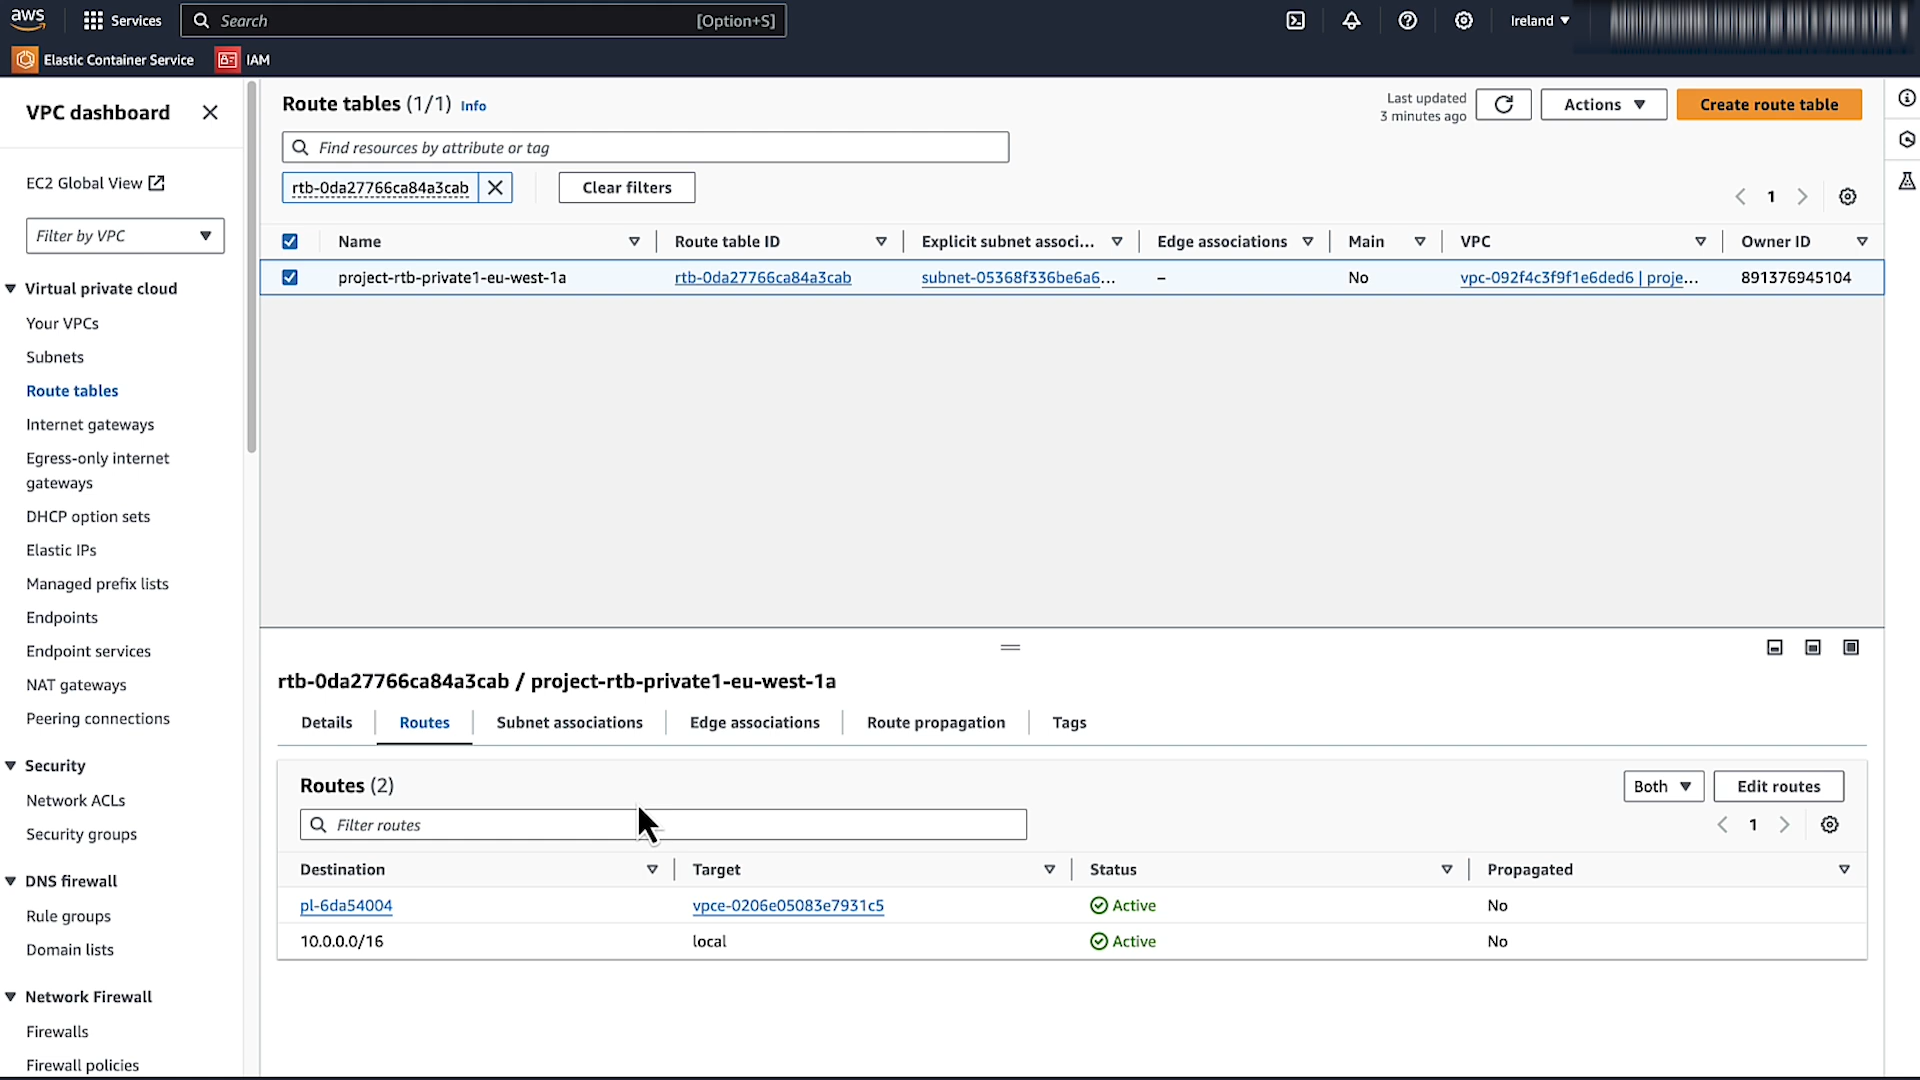 aws
Services
Search
[Option+S]
Ireland
Elastic Container Service
IAM
VPC dashboard
EC2 Global View
Filter by VPC
Virtual private cloud
Your VPCs
Subnets
Route tables
Internet gateways
Egress-only internet
gateways
DHCP option sets
Elastic IPs
Managed prefix lists
Endpoints
Endpoint services
NAT gateways
Peering connections
Security
Network ACLs
Security groups
DNS firewall
Rule groups
Domain lists
Network Firewall
Firewalls
Firewall policies
Route tables (1/1) Info
Last updated
3 minutes ago
Actions
Create route table
Find resources by attribute or tag
rtb-0da27766ca84a3cab
Clear filters
1
Name Route table ID Explicit subnet associ... Edge associations Main VPC Owner ID
project-rtb-private1-eu-west-1a rtb-0da27766ca84a3cab subnet-05368f336be6a6... – No vpc-092f4c3f9f1e6ded6 | proje... 891376945104
rtb-0da27766ca84a3cab / project-rtb-private1-eu-west-1a
Details Routes Subnet associations Edge associations Route propagation Tags
Routes (2)
Both
Edit routes
Filter routes
1
Destination Target Status Propagated
pl-6da54004 vpce-0206e05083e7931c5 Active No
10.0.0.0/16 local Active No